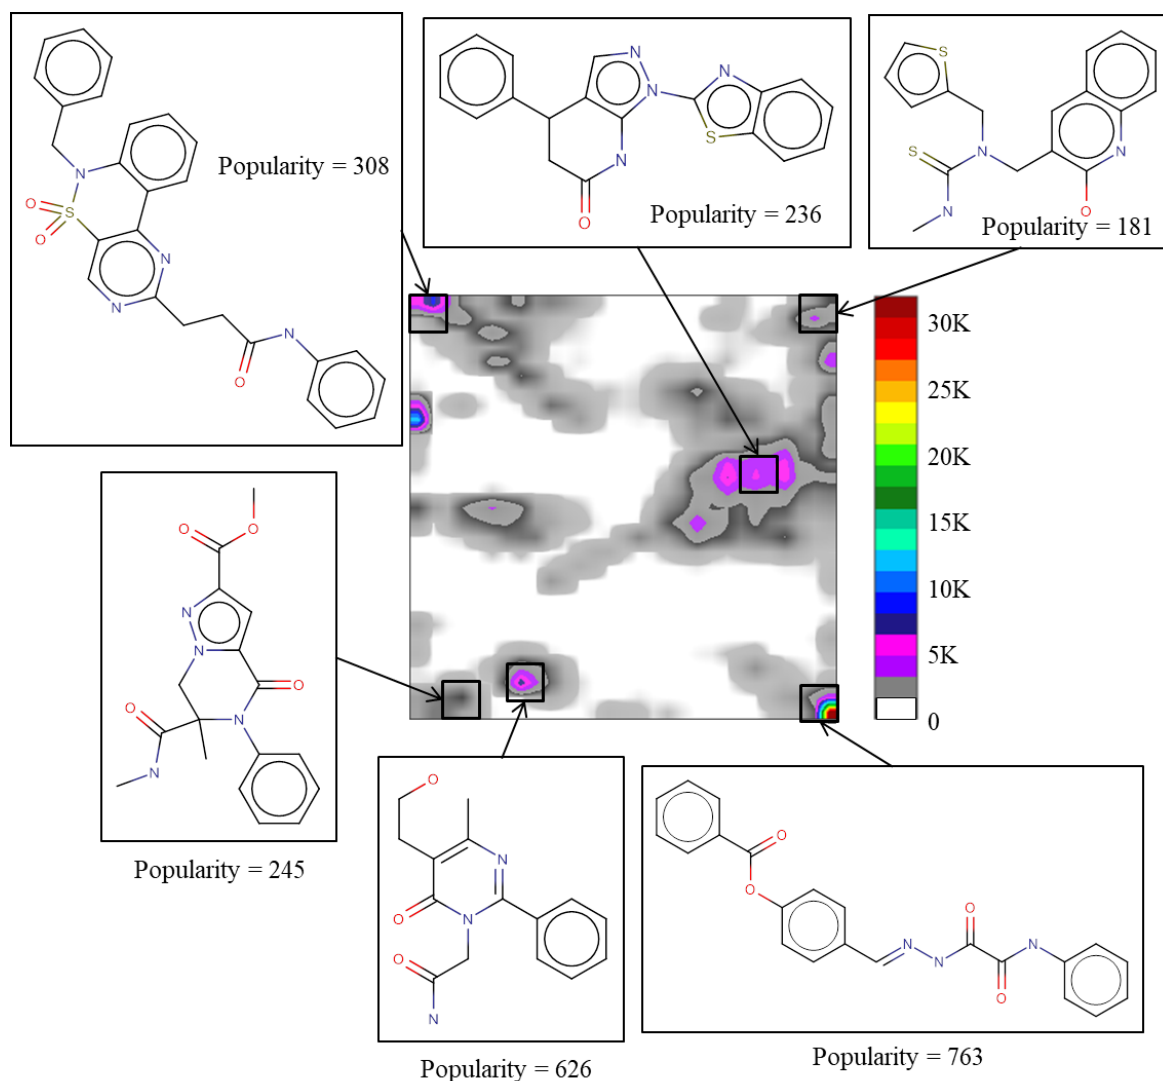 Popularity = 308
N
S
O
O
N
N
N
O
Popularity = 236
N
N
N
S
N
O
Popularity = 181
S
S
N
N
N
O
30K
25K
20K
15K
10K
5K
0
O
O
N
N
O
O
N
N
Popularity = 245
O
N
O
N
O
N
Popularity = 626
O
O
N
N
O
O
N
Popularity = 763